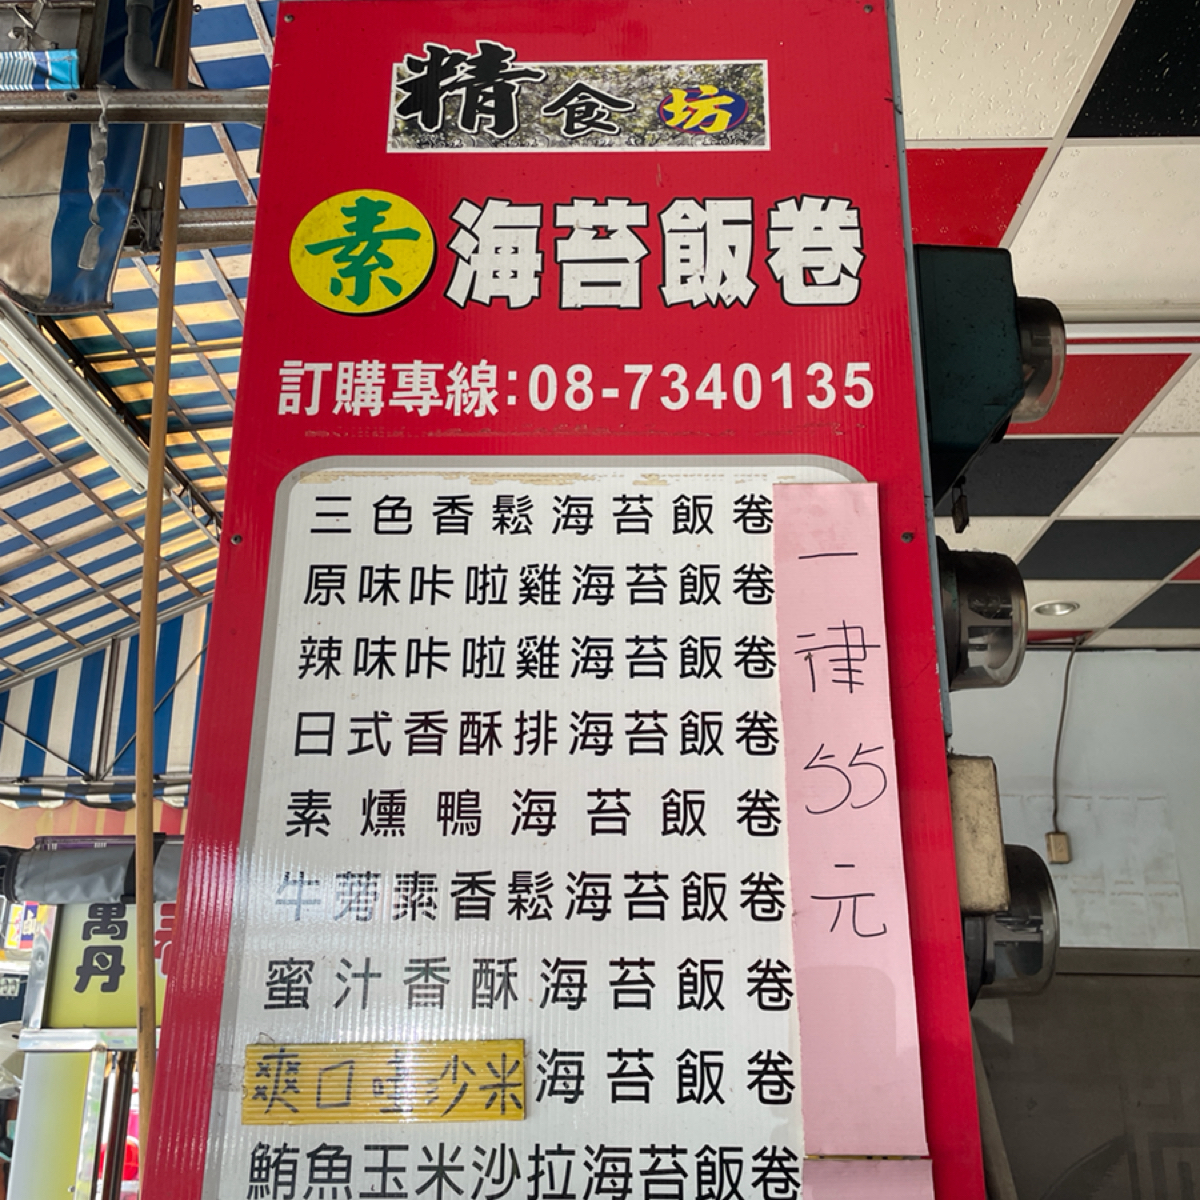 精食坊
素海苔飯卷
訂購專線:08-7340135
三色香鬆海苔飯卷
原味咔啦雞海苔飯卷
辣味咔啦雞海苔飯卷
日式香酥排海苔飯卷
素燻鴨海苔飯卷
牛蒡素香鬆海苔飯卷
蜜汁香酥海苔飯卷
爽口 米海苔飯卷
鮪魚玉米沙拉海苔飯卷
一律55元
萬丹